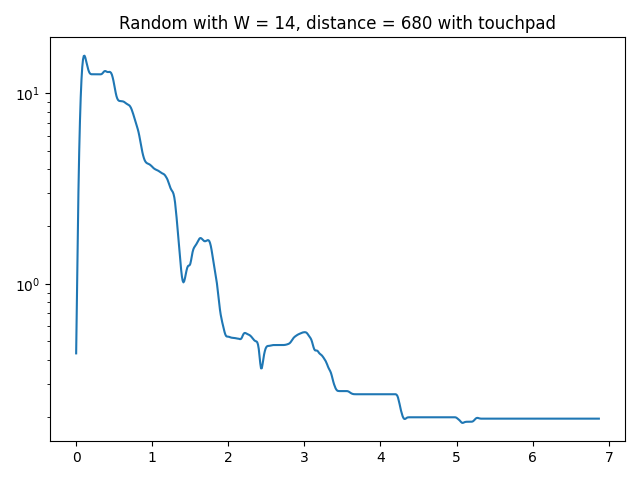 Random with W = 14, distance = 680 with touchpad
10¹
10⁰
0 1 2 3 4 5 6 7